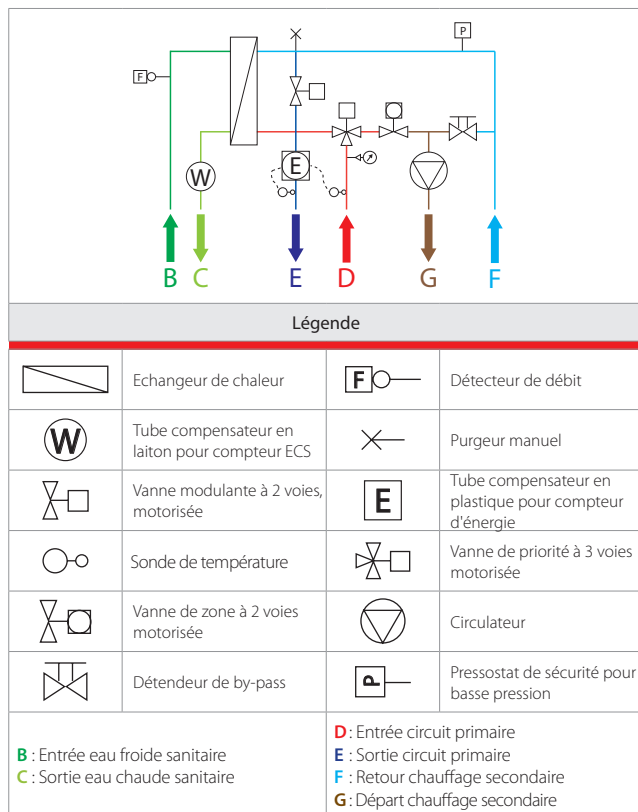 P
F
E
W
B C E D G F
Légende
Echangeur de chaleur
F
Détecteur de débit
W
Tube compensateur en
laiton pour compteur ECS
Purgeur manuel
Vanne modulante à 2 voies,
motorisée
E
Tube compensateur en
plastique pour compteur
d'énergie
Sonde de température
Vanne de priorité à 3 voies
motorisée
Vanne de zone à 2 voies
motorisée
Circulateur
Détendeur de by-pass
P
Pressostat de sécurité pour
basse pression
B : Entrée eau froide sanitaire
C : Sortie eau chaude sanitaire
D : Entrée circuit primaire
E : Sortie circuit primaire
F : Retour chauffage secondaire
G : Départ chauffage secondaire